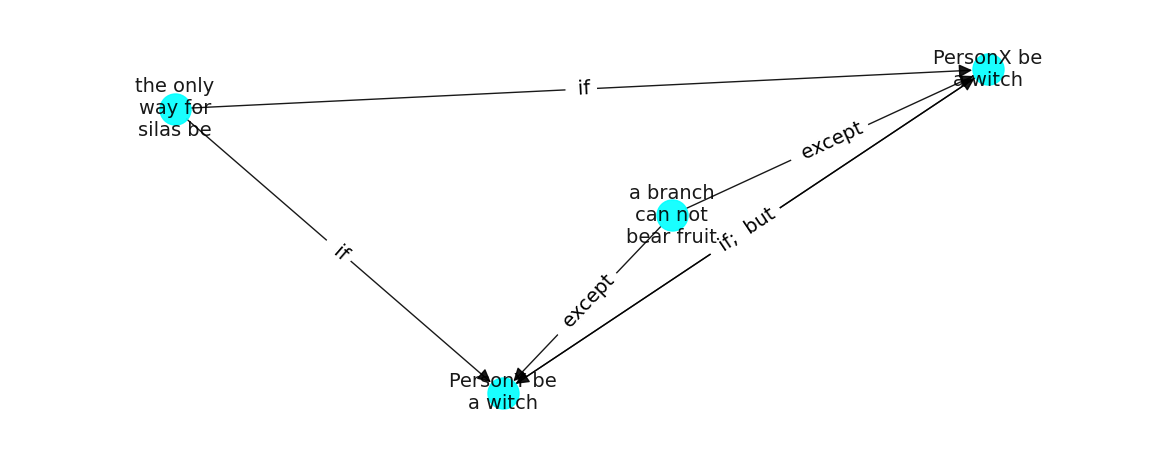 the only
way for
silas be
if
PersonX be
a witch
except
a branch
can not
bear fruit
if; but
if
except
PersonY be
a witch